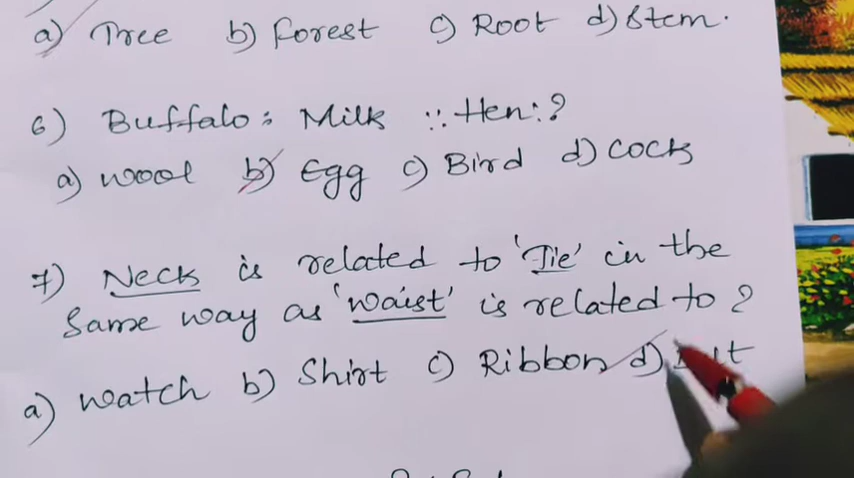 a) Tree b) Forest c) Root d) Stem.
6) Buffalo : Milk :: Hen : ?
a) wool b) Egg c) Bird d) Cock
7) Neck is related to 'Tie' in the
same way as 'waist' is related to ?
a) watch b) Shirt c) Ribbon d)